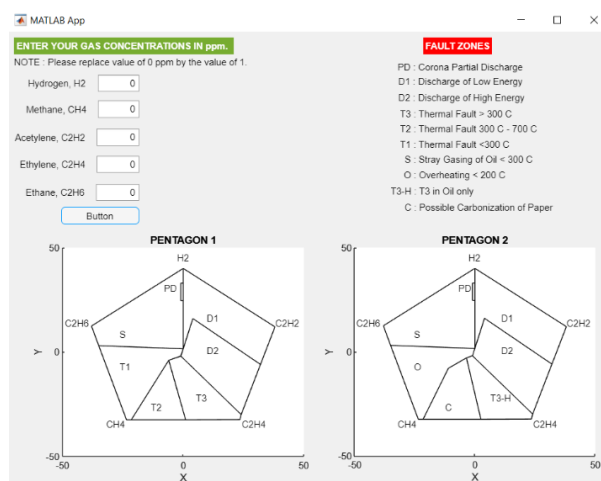 MATLAB App
ENTER YOUR GAS CONCENTRATIONS IN ppm.
NOTE : Please replace value of 0 ppm by the value of 1.
Hydrogen, H2 0
Methane, CH4 0
Acetylene, C2H2 0
Ethylene, C2H4 0
Ethane, C2H6 0
Button
FAULT ZONES
PD : Corona Partial Discharge
D1 : Discharge of Low Energy
D2 : Discharge of High Energy
T3 : Thermal Fault > 300 C
T2 : Thermal Fault 300 C - 700 C
T1 : Thermal Fault <300 C
S : Stray Gasing of Oil < 300 C
O : Overheating < 200 C
T3-H : T3 in Oil only
C : Possible Carbonization of Paper
PENTAGON 1
50
H2
PD
D1
C2H6
C2H2
S
Y
0
D2
T1
T3
T2
CH4
C2H4
-50
-50
0
50
X
PENTAGON 2
50
H2
PD
D1
C2H6
C2H2
S
Y
0
D2
O
T3-H
C
CH4
C2H4
-50
-50
0
50
X